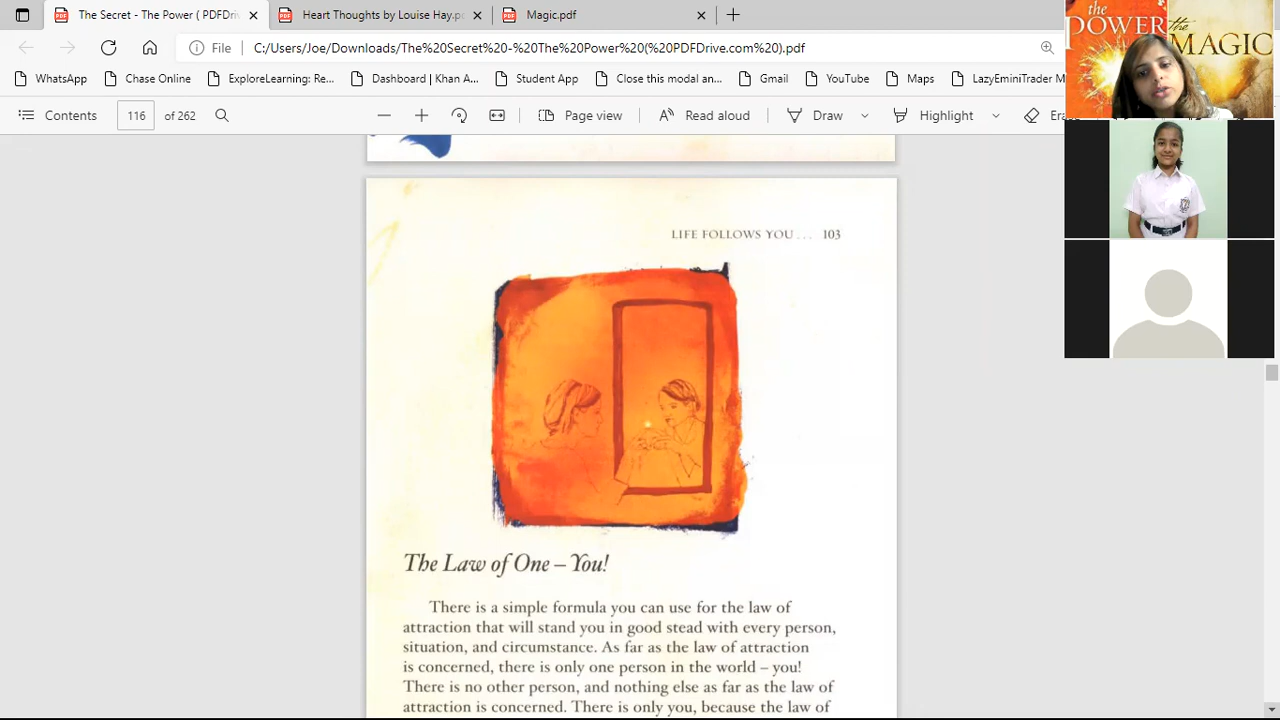 The Secret - The Power ( PDFDri
Heart Thoughts by Louise Hay.p
Magic.pdf
File C:/Users/Joe/Downloads/The%20Secret%20-%20The%20Power%20(%20PDFDrive.com%20).pdf
WhatsApp Chase Online ExploreLearning: Re... Dashboard | Khan A... Student App Close this modal an... Gmail YouTube Maps LazyEminiTrader M
Contents 116 of 262 Page view Read aloud Draw Highlight Era
the POWER the MAGIC
LIFE FOLLOWS YOU ... 103
The Law of One – You!
There is a simple formula you can use for the law of
attraction that will stand you in good stead with every person,
situation, and circumstance. As far as the law of attraction
is concerned, there is only one person in the world – you!
There is no other person, and nothing else as far as the law of
attraction is concerned. There is only you, because the law of